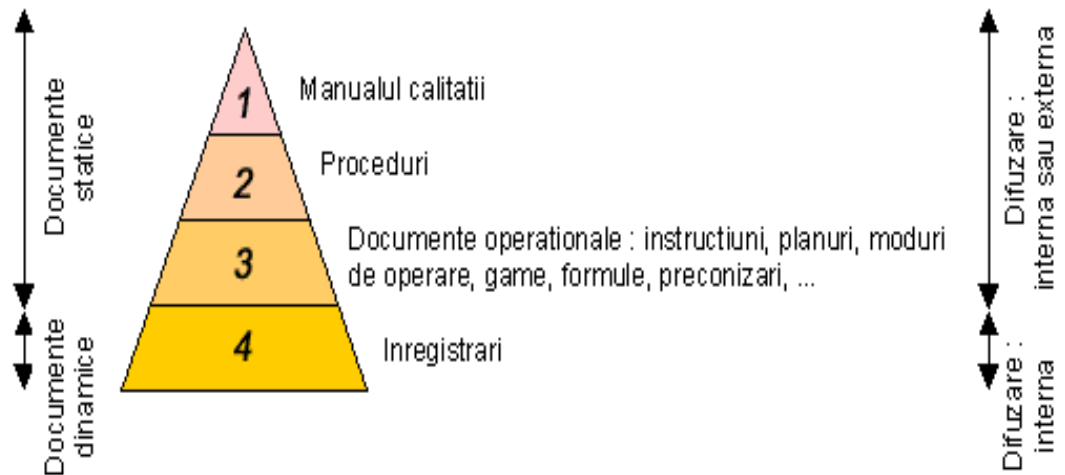 Documente
statice
1
Manualul calitatii
2
Proceduri
3
Documente operationale : instructiuni, planuri, moduri
de operare, game, formule, preconizari, ...
Difuzare :
interna sau externa
Documente
dinamice
4
Inregistrari
Difuzare :
interna